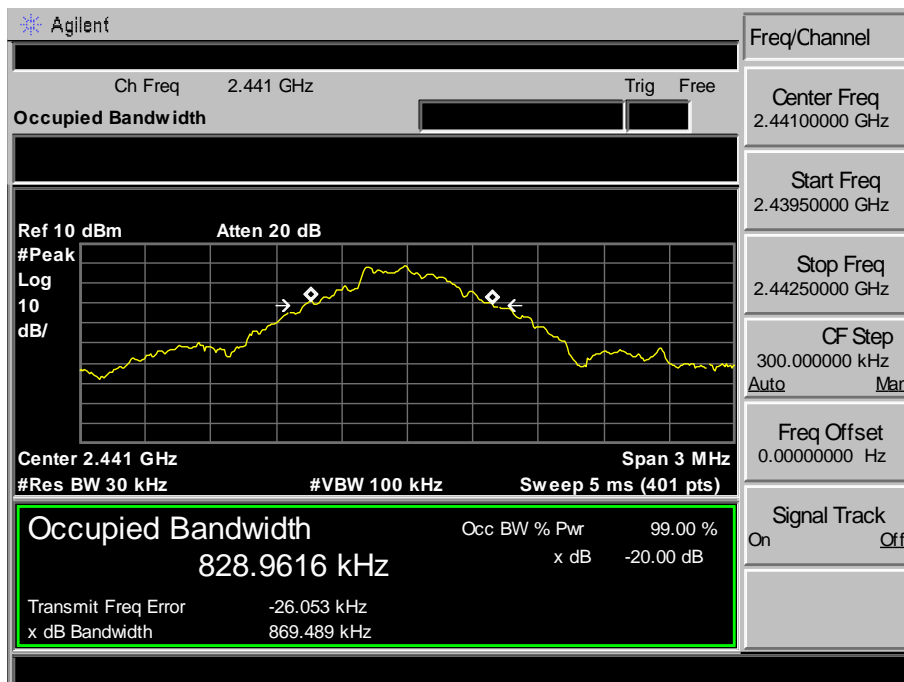 Agilent
Freq/Channel
Ch Freq 2.441 GHz Trig Free
Occupied Bandwidth
Center Freq
2.44100000 GHz
Start Freq
2.43950000 GHz
Stop Freq
2.44250000 GHz
CF Step
300.000000 kHz
Auto Man
Freq Offset
0.00000000 Hz
Signal Track
On Off
Ref 10 dBm Atten 20 dB
#Peak
Log
10
dB/
Center 2.441 GHz Span 3 MHz
#Res BW 30 kHz #VBW 100 kHz Sweep 5 ms (401 pts)
Occupied Bandwidth
828.9616 kHz
Occ BW % Pwr 99.00 %
x dB -20.00 dB
Transmit Freq Error -26.053 kHz
x dB Bandwidth 869.489 kHz